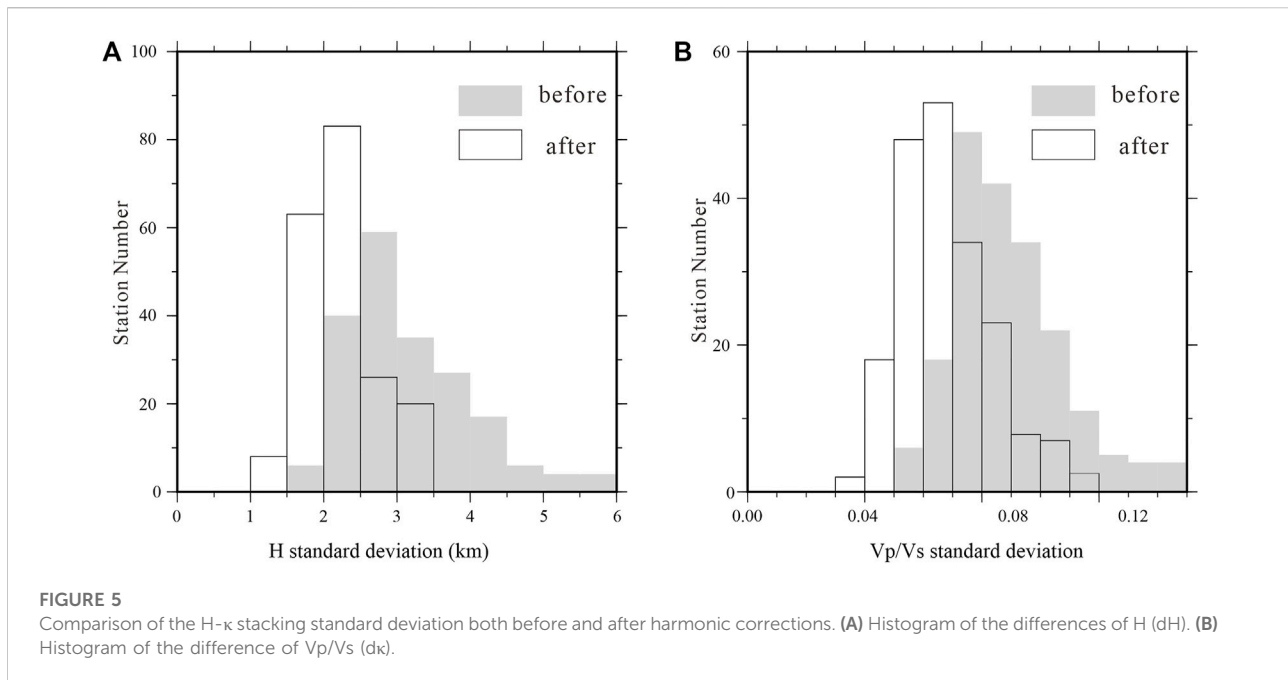 A
B
100
80
60
40
20
0
Station Number
before
after
0 1 2 3 4 5 6
H standard deviation (km)
60
40
20
0
Station Number
before
after
0.00 0.04 0.08 0.12
Vp/Vs standard deviation
FIGURE 5
Comparison of the H-κ stacking standard deviation both before and after harmonic corrections. (A) Histogram of the differences of H (dH). (B)
Histogram of the difference of Vp/Vs (dκ).